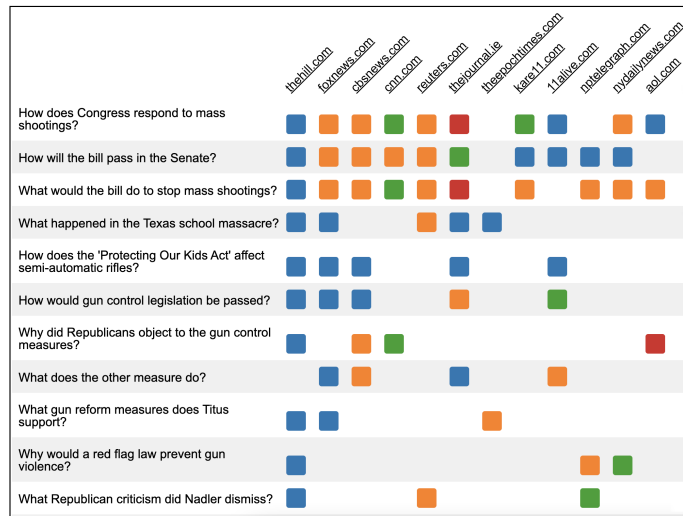 thehill.com
foxnews.com
cbsnews.com
cnn.com
reuters.com
thejournal.ie
theepochtimes.com
kare11.com
11alive.com
nptelegraph.com
nydailynews.com
aol.com
How does Congress respond to mass
shootings?
How will the bill pass in the Senate?
What would the bill do to stop mass shootings?
What happened in the Texas school massacre?
How does the 'Protecting Our Kids Act' affect
semi-automatic rifles?
How would gun control legislation be passed?
Why did Republicans object to the gun control
measures?
What does the other measure do?
What gun reform measures does Titus
support?
Why would a red flag law prevent gun
violence?
What Republican criticism did Nadler dismiss?